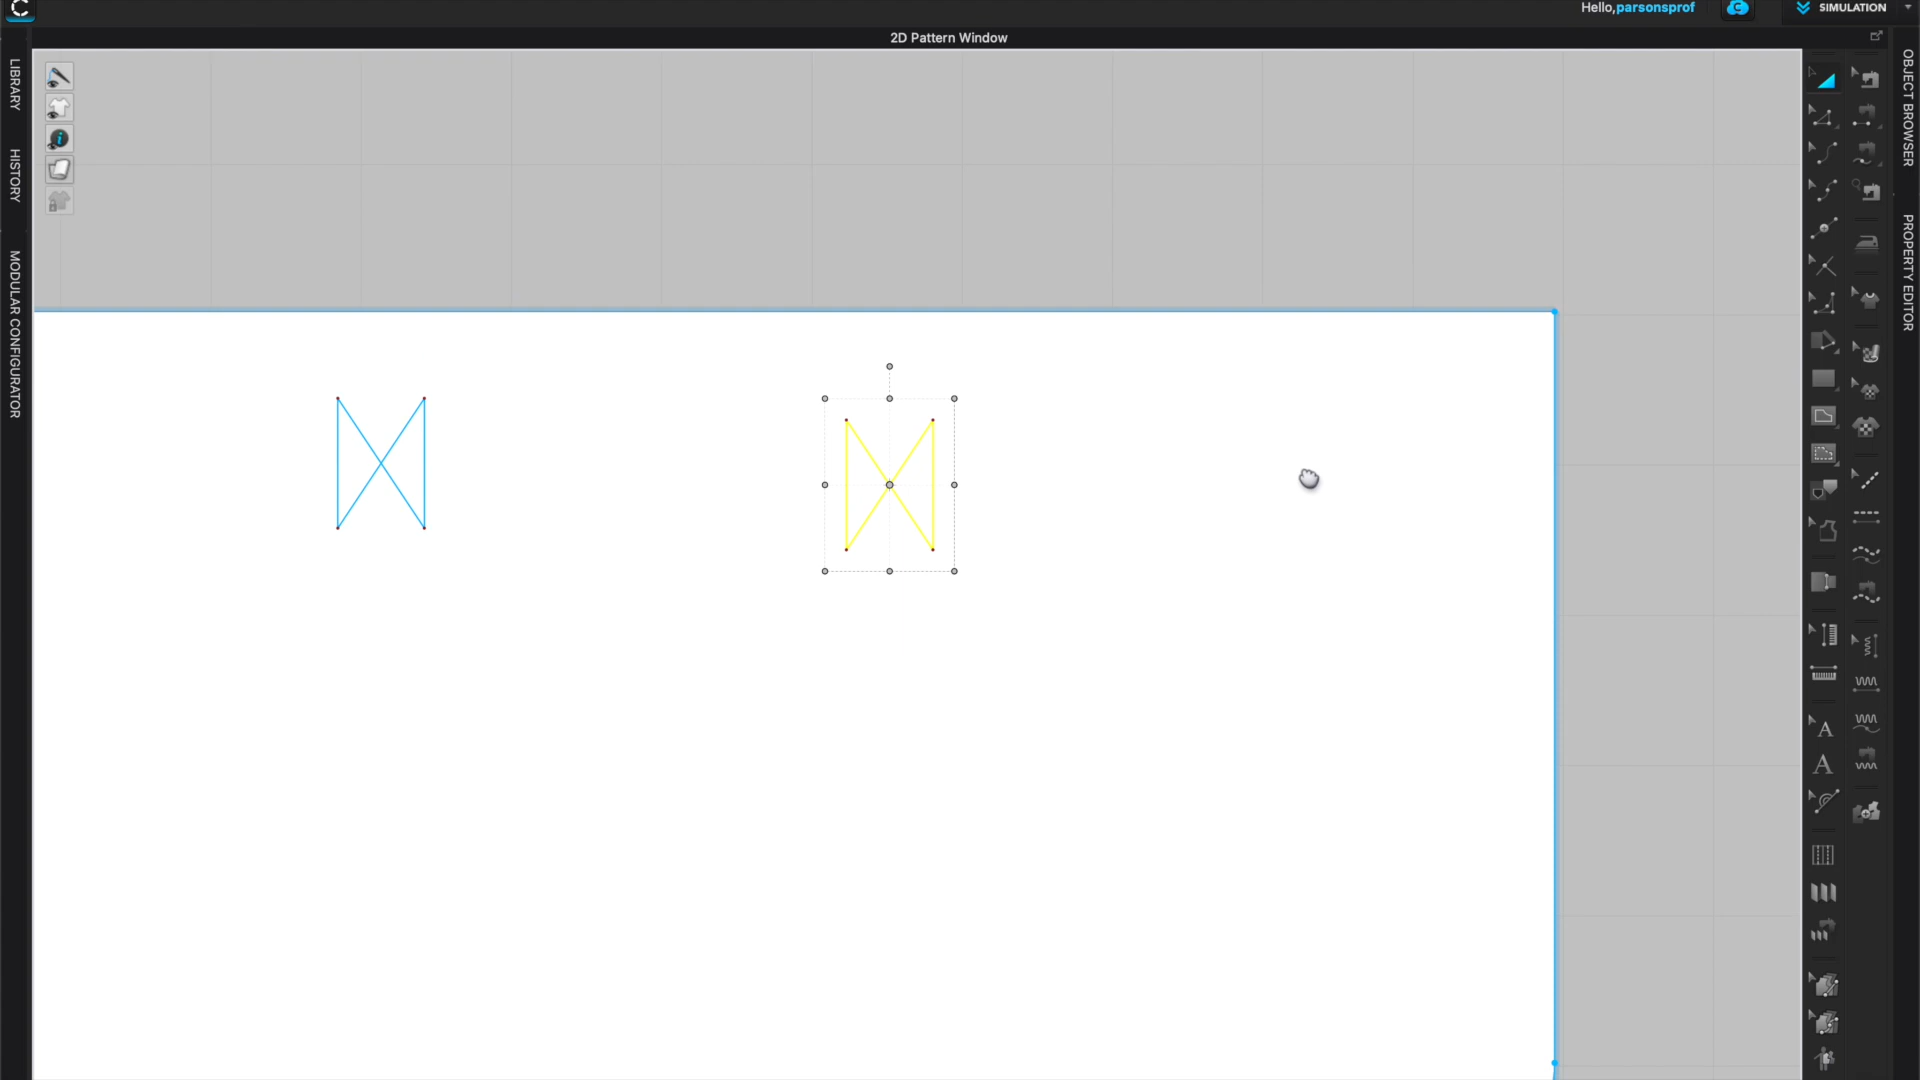 Hello,parsonsprof
SIMULATION
2D Pattern Window
LIBRARY
HISTORY
MODULAR CONFIGURATOR
OBJECT BROWSER
PROPERTY EDITOR